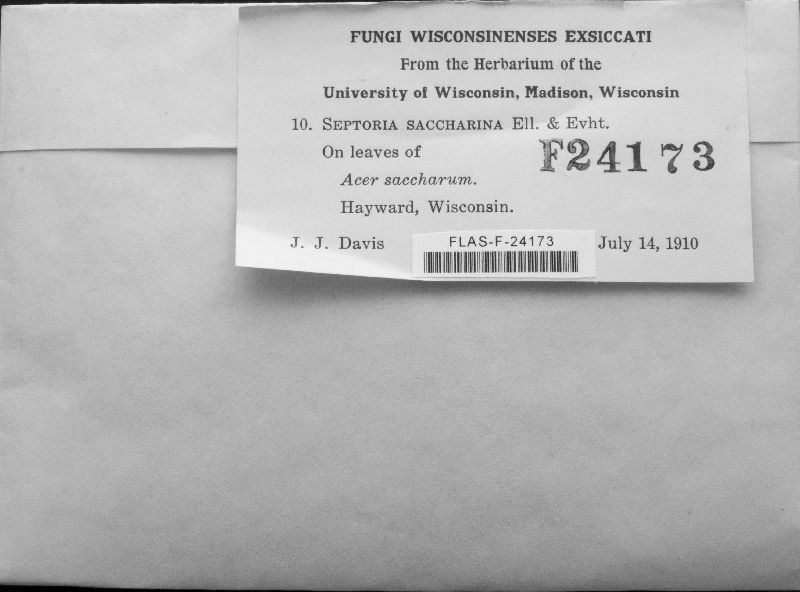 FUNGI WISCONSINENSES EXSICCATI
From the Herbarium of the
University of Wisconsin, Madison, Wisconsin
10. SEPTORIA SACCHARINA Ell. & Evht.
On leaves of
F24173
Acer saccharum.
Hayward, Wisconsin.
J. J. Davis
FLAS-F-24173
July 14, 1910